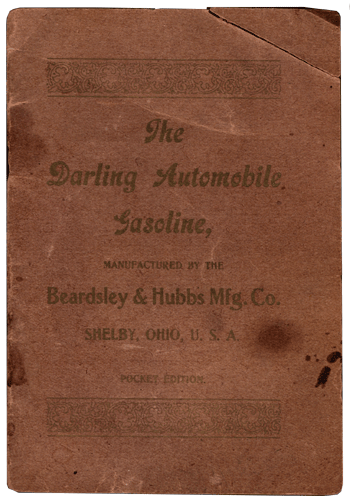 The
Darling Automobile
Gasoline,
MANUFACTURED BY THE
Beardsley & Hubbs Mfg. Co.
SHELBY, OHIO, U. S. A.
POCKET EDITION.